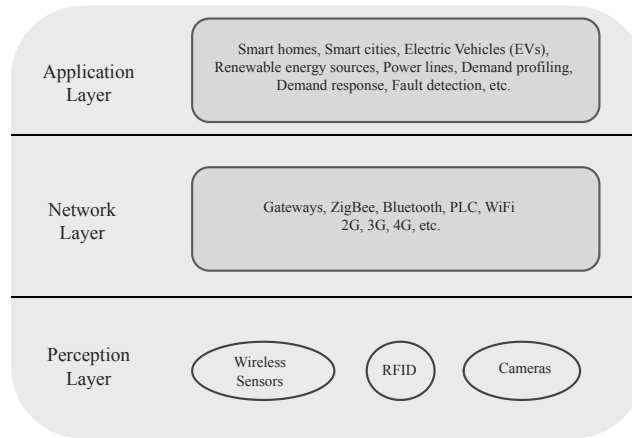 Application
Layer
Smart homes, Smart cities, Electric Vehicles (EVs),
Renewable energy sources, Power lines, Demand profiling,
Demand response, Fault detection, etc.
Network
Layer
Gateways, ZigBee, Bluetooth, PLC, WiFi
2G, 3G, 4G, etc.
Perception
Layer
Wireless
Sensors
RFID
Cameras